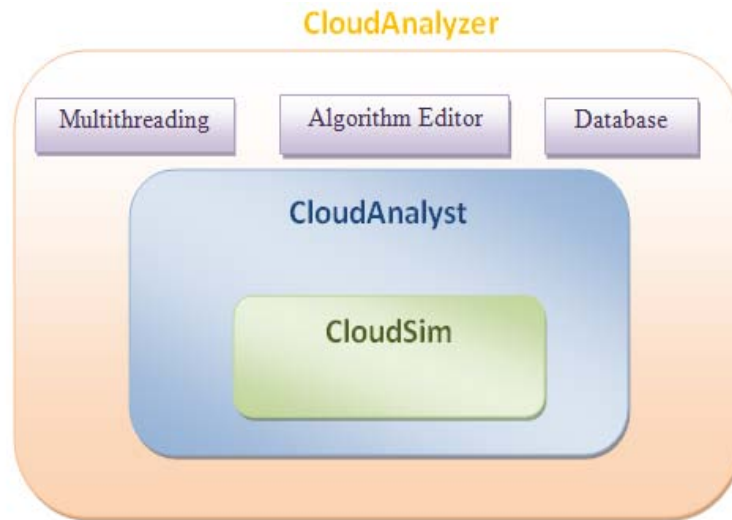 CloudAnalyzer
Multithreading
Algorithm Editor
Database
CloudAnalyst
CloudSim